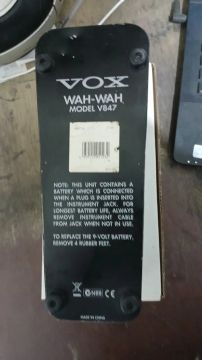 VOX
WAH-WAH
MODEL V847
NOTE: THIS UNIT CONTAINS A
BATTERY WHICH IS CONNECTED
WHEN A PLUG IS INSERTED INTO
THE INSTRUMENT JACK. FOR
LONGEST BATTERY LIFE, ALWAYS
REMOVE INSTRUMENT CABLE
FROM JACK WHEN NOT IN USE.
TO REPLACE THE 9-VOLT BATTERY,
REMOVE 4 RUBBER FEET.
CE
MADE IN CHINA